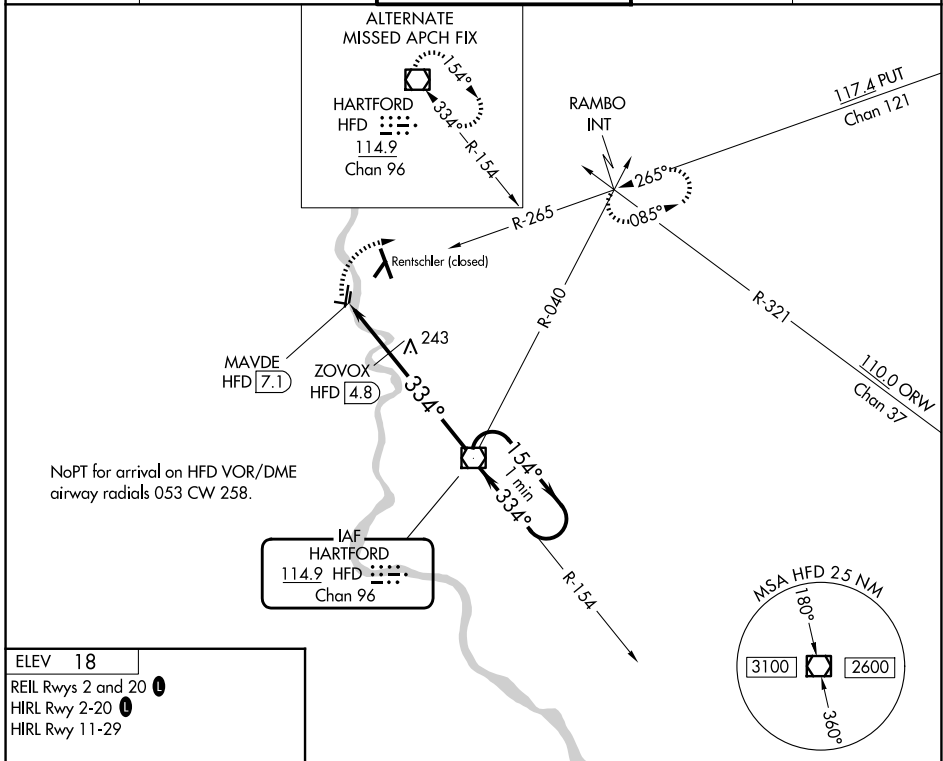 ALTERNATE
MISSED APCH FIX
154°
334°
HARTFORD
HFD
114.9
Chan 96
R-154
RAMBO
INT
117.4 PUT
Chan 121
265°
085°
R-265
Rentschler (closed)
R-040
R-321
110.0 ORW
Chan 37
MAVDE
HFD 7.1
ZOVOX
HFD 4.8
243
334°
154°
1 min
334°
NoPT for arrival on HFD VOR/DME
airway radials 053 CW 258.
IAF
HARTFORD
114.9 HFD
Chan 96
R-154
MSA HFD 25 NM
180°
3100
2600
360°
ELEV 18
REIL Rwys 2 and 20 L
HIRL Rwy 2-20 L
HIRL Rwy 11-29